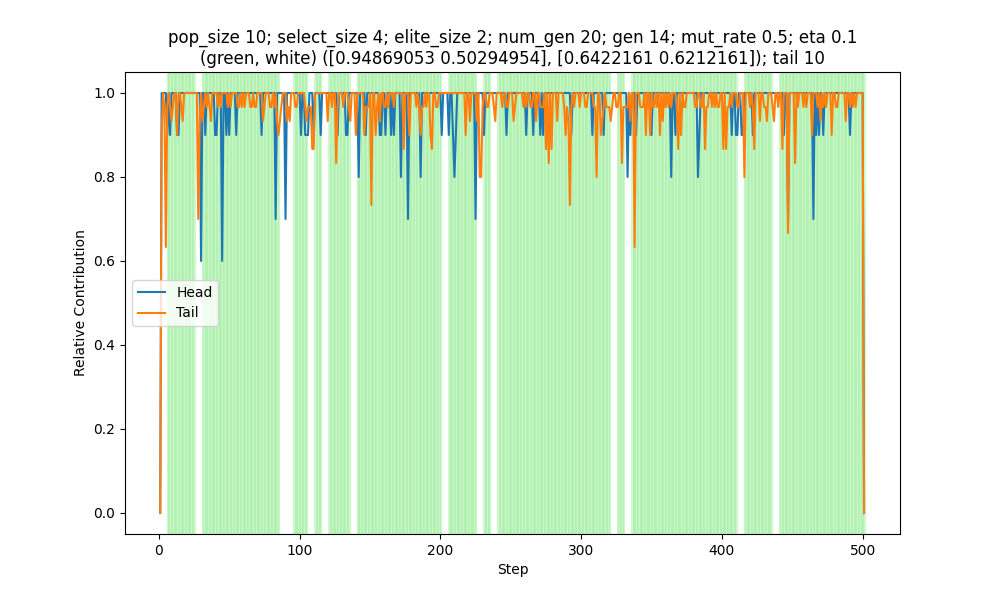 pop_size 10; select_size 4; elite_size 2; num_gen 20; gen 14; mut_rate 0.5; eta 0.1
(green, white) ([0.94869053 0.50294954], [0.6422161 0.6212161]); tail 10
1.0
0.8
0.6
0.4
0.2
0.0
Relative Contribution
Head
Tail
0
100
200
300
400
500
Step